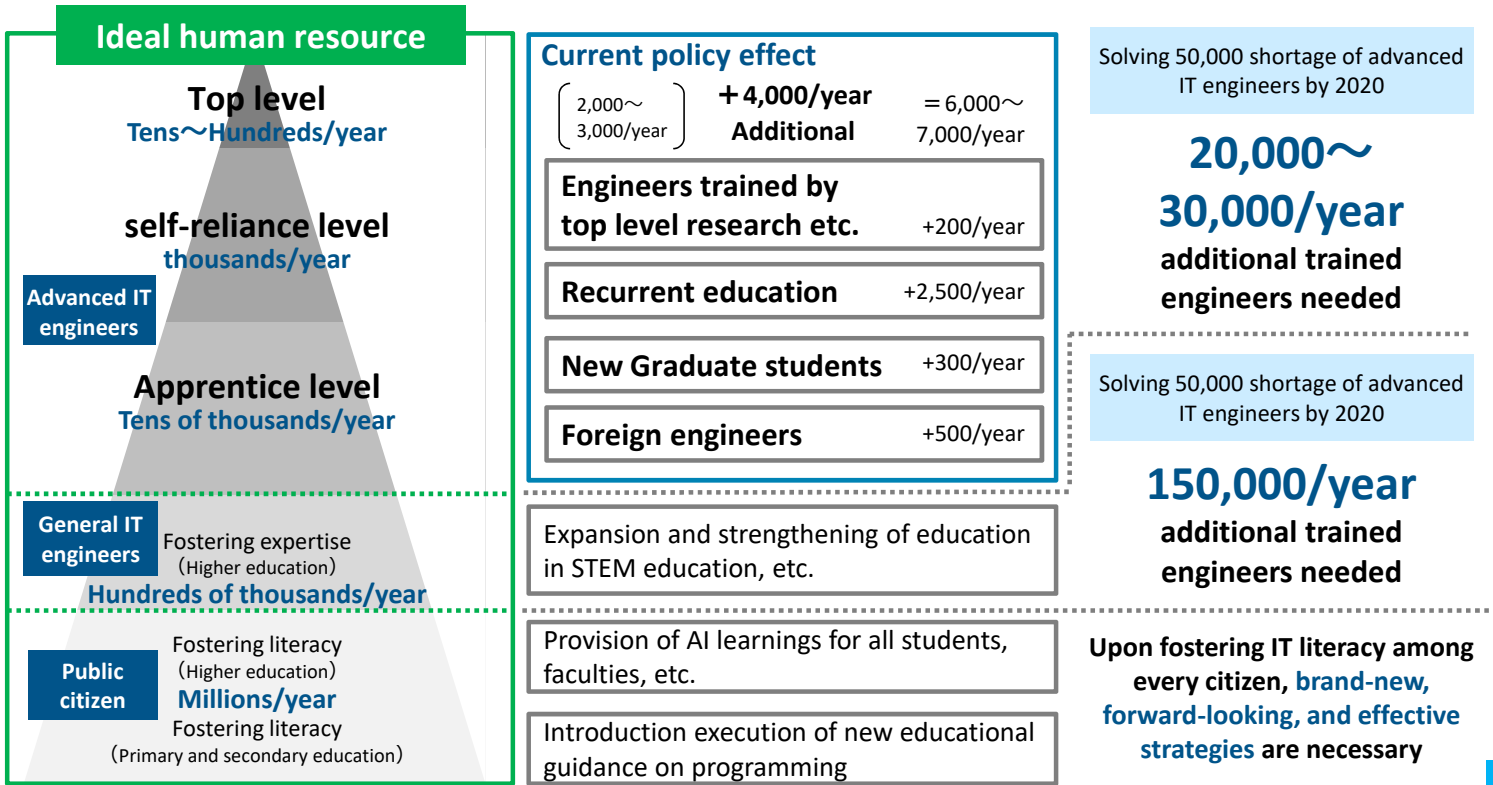 Ideal human resource
Top level
Tens～Hundreds/year
self-reliance level
thousands/year
Advanced IT
engineers
Apprentice level
Tens of thousands/year
General IT
engineers
Fostering expertise
（Higher education）
Hundreds of thousands/year
Public
citizen
Fostering literacy
（Higher education）
Millions/year
Fostering literacy
（Primary and secondary education）
Current policy effect
2,000～
3,000/year
＋4,000/year
Additional
＝6,000～
7,000/year
Engineers trained by
top level research etc.
+200/year
Recurrent education
+2,500/year
New Graduate students
+300/year
Foreign engineers
+500/year
Expansion and strengthening of education
in STEM education, etc.
Provision of AI learnings for all students,
faculties, etc.
Introduction execution of new educational
guidance on programming
Solving 50,000 shortage of advanced
IT engineers by 2020
20,000～
30,000/year
additional trained
engineers needed
Solving 50,000 shortage of advanced
IT engineers by 2020
150,000/year
additional trained
engineers needed
Upon fostering IT literacy among
every citizen, brand-new,
forward-looking, and effective
strategies are necessary